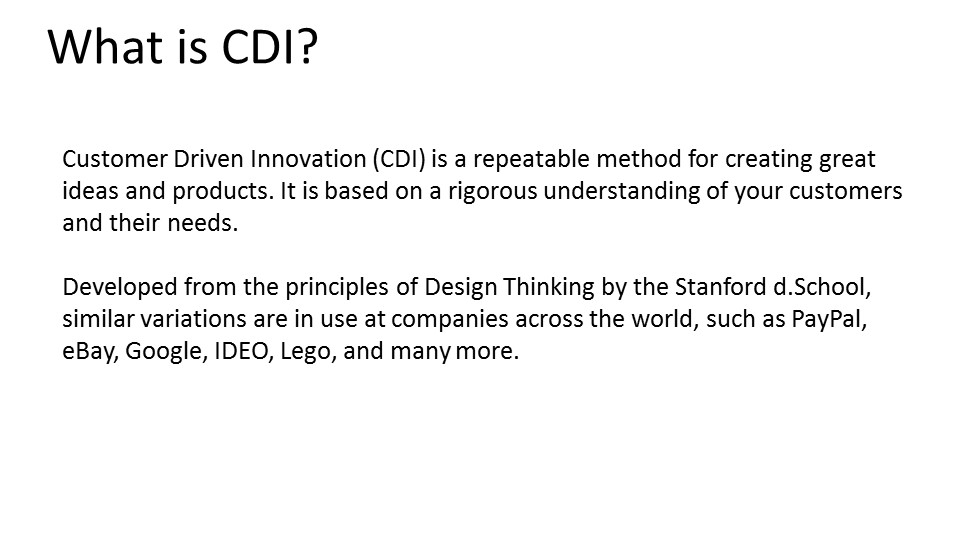 What is CDI?
Customer Driven Innovation (CDI) is a repeatable method for creating great
ideas and products. It is based on a rigorous understanding of your customers
and their needs.
Developed from the principles of Design Thinking by the Stanford d.School,
similar variations are in use at companies across the world, such as PayPal,
eBay, Google, IDEO, Lego, and many more.